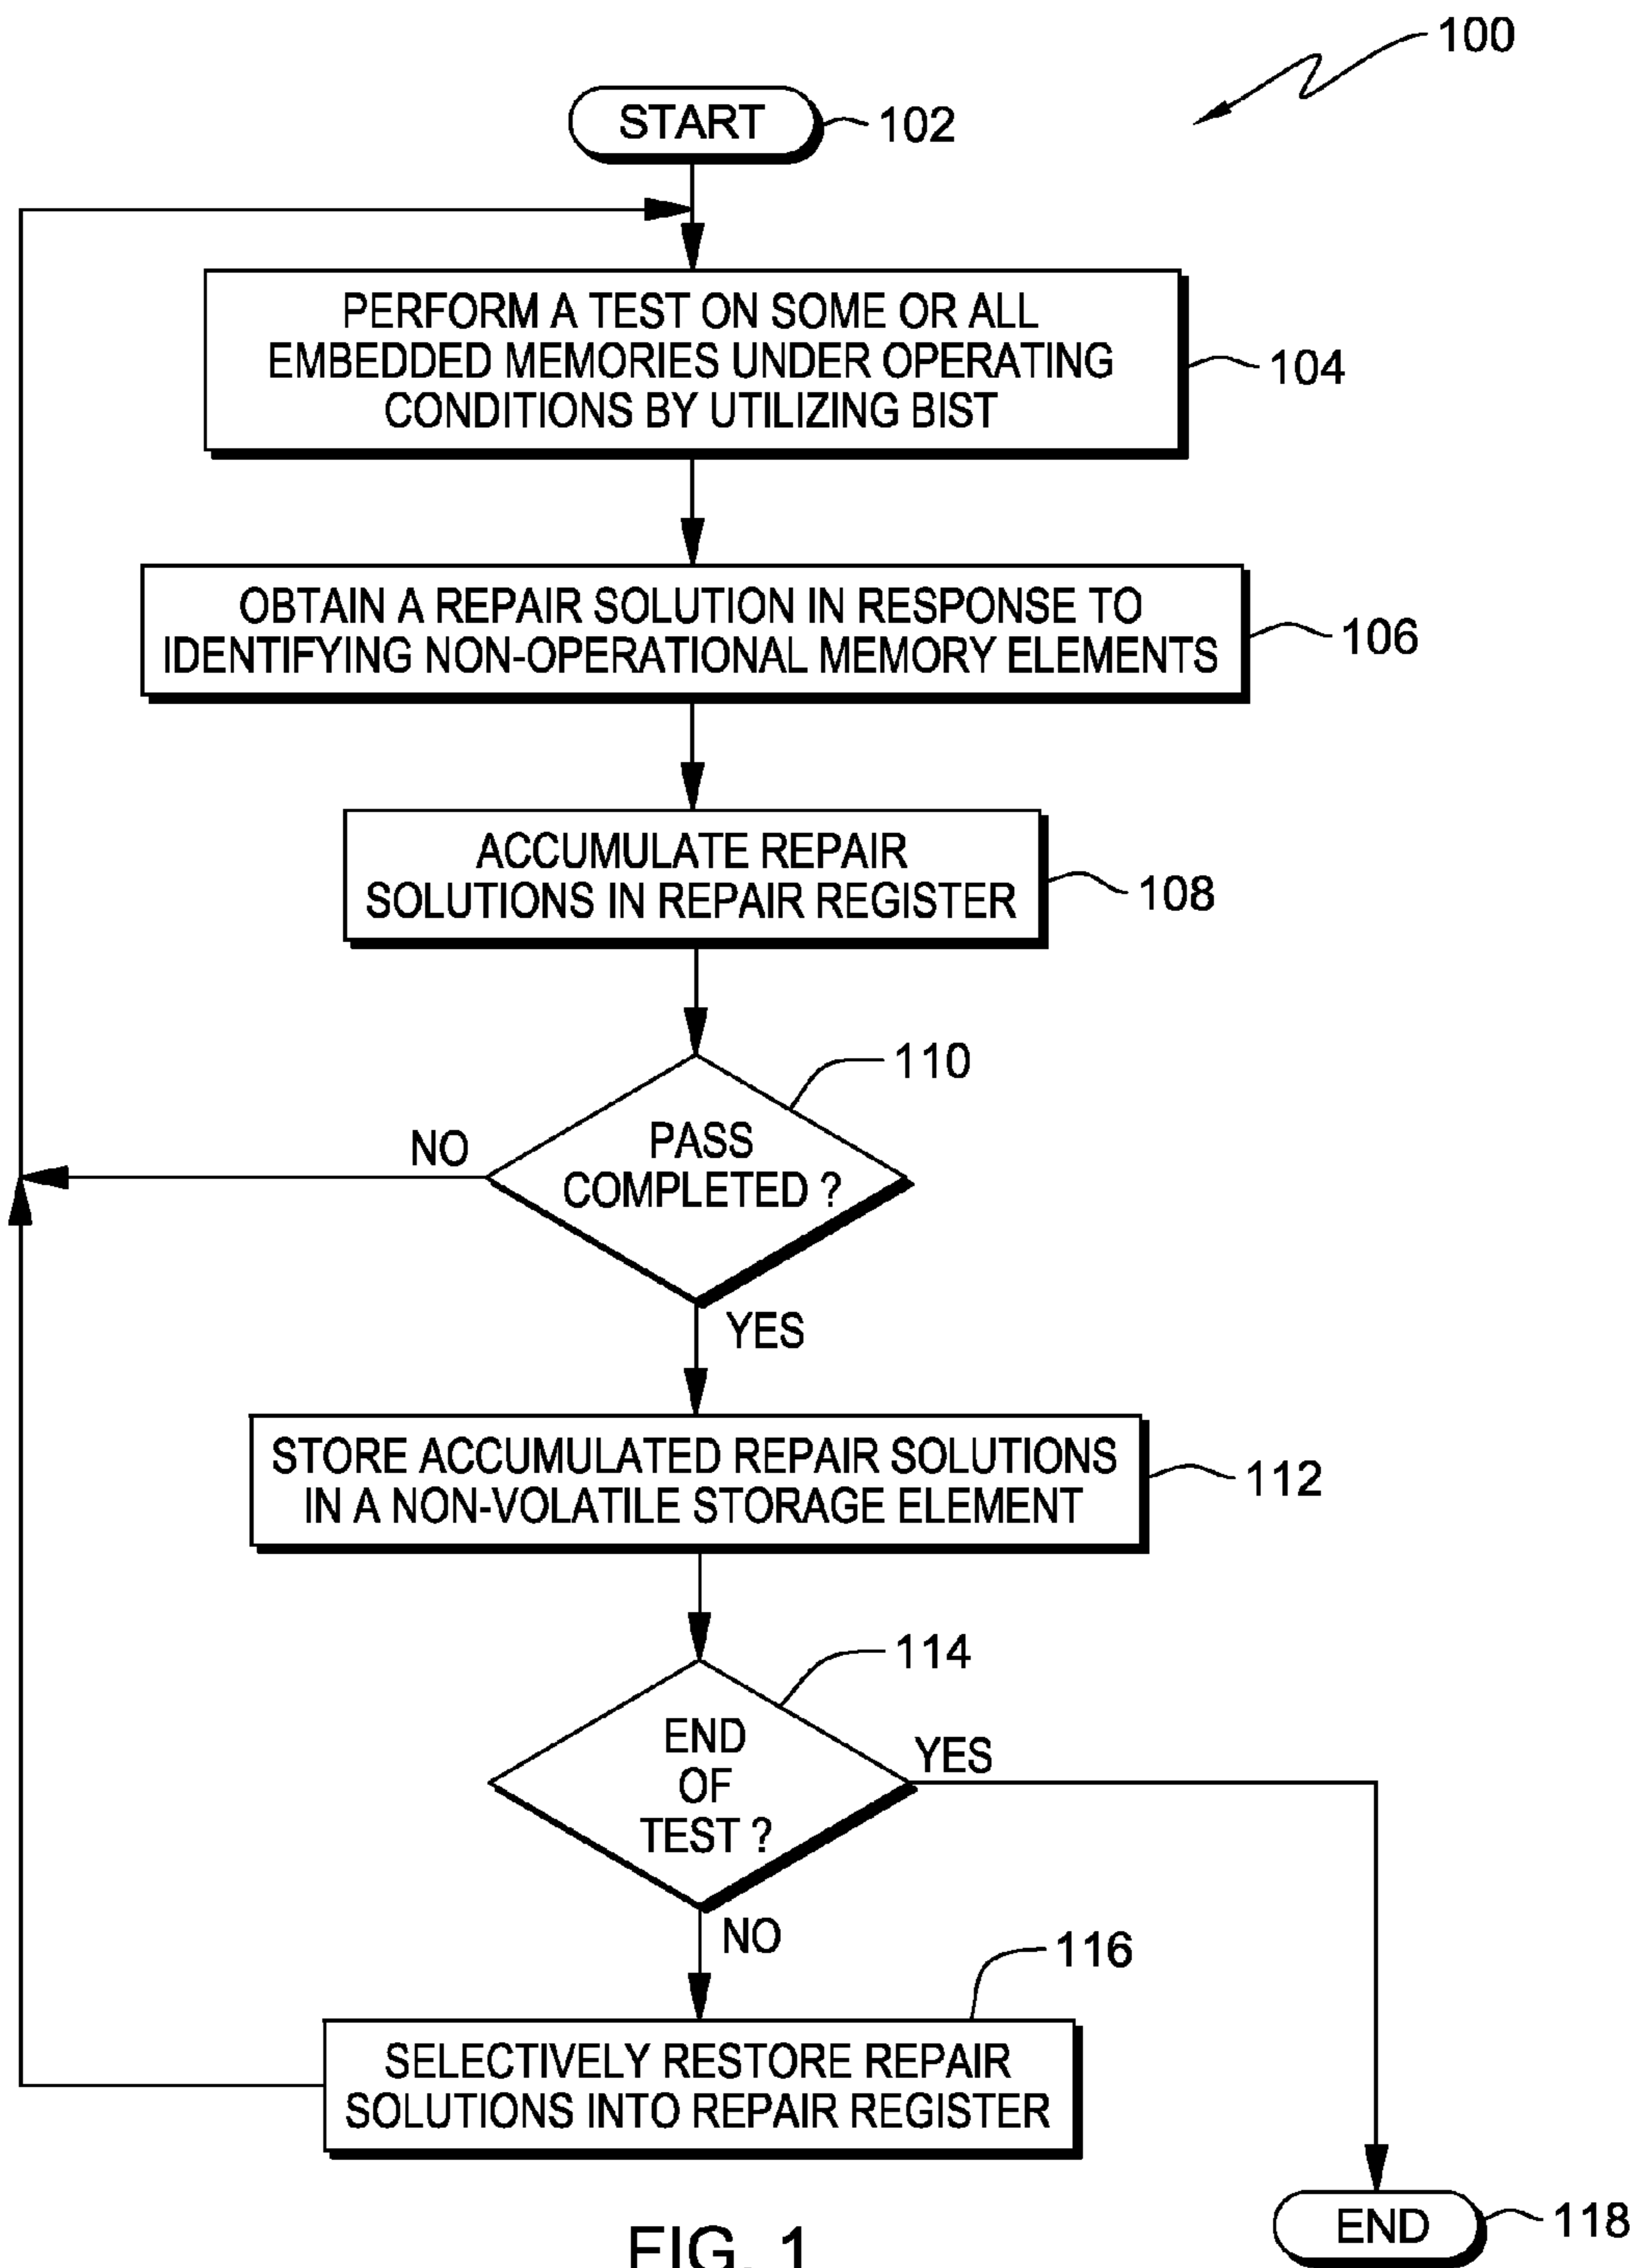 100
START
102
PERFORM A TEST ON SOME OR ALL
EMBEDDED MEMORIES UNDER OPERATING
CONDITIONS BY UTILIZING BIST
104
OBTAIN A REPAIR SOLUTION IN RESPONSE TO
IDENTIFYING NON-OPERATIONAL MEMORY ELEMENTS
106
ACCUMULATE REPAIR
SOLUTIONS IN REPAIR REGISTER
108
110
PASS
COMPLETED ?
NO
YES
STORE ACCUMULATED REPAIR SOLUTIONS
IN A NON-VOLATILE STORAGE ELEMENT
112
114
END
OF
TEST ?
YES
NO
116
SELECTIVELY RESTORE REPAIR
SOLUTIONS INTO REPAIR REGISTER
END
118
FIG. 1